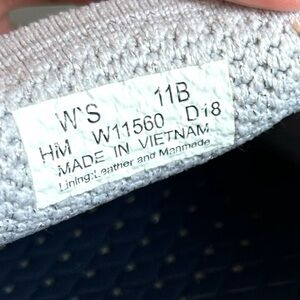 W'S 11B
HM W11560 D18
MADE IN VIETNAM
Lining:Leather and Manmade